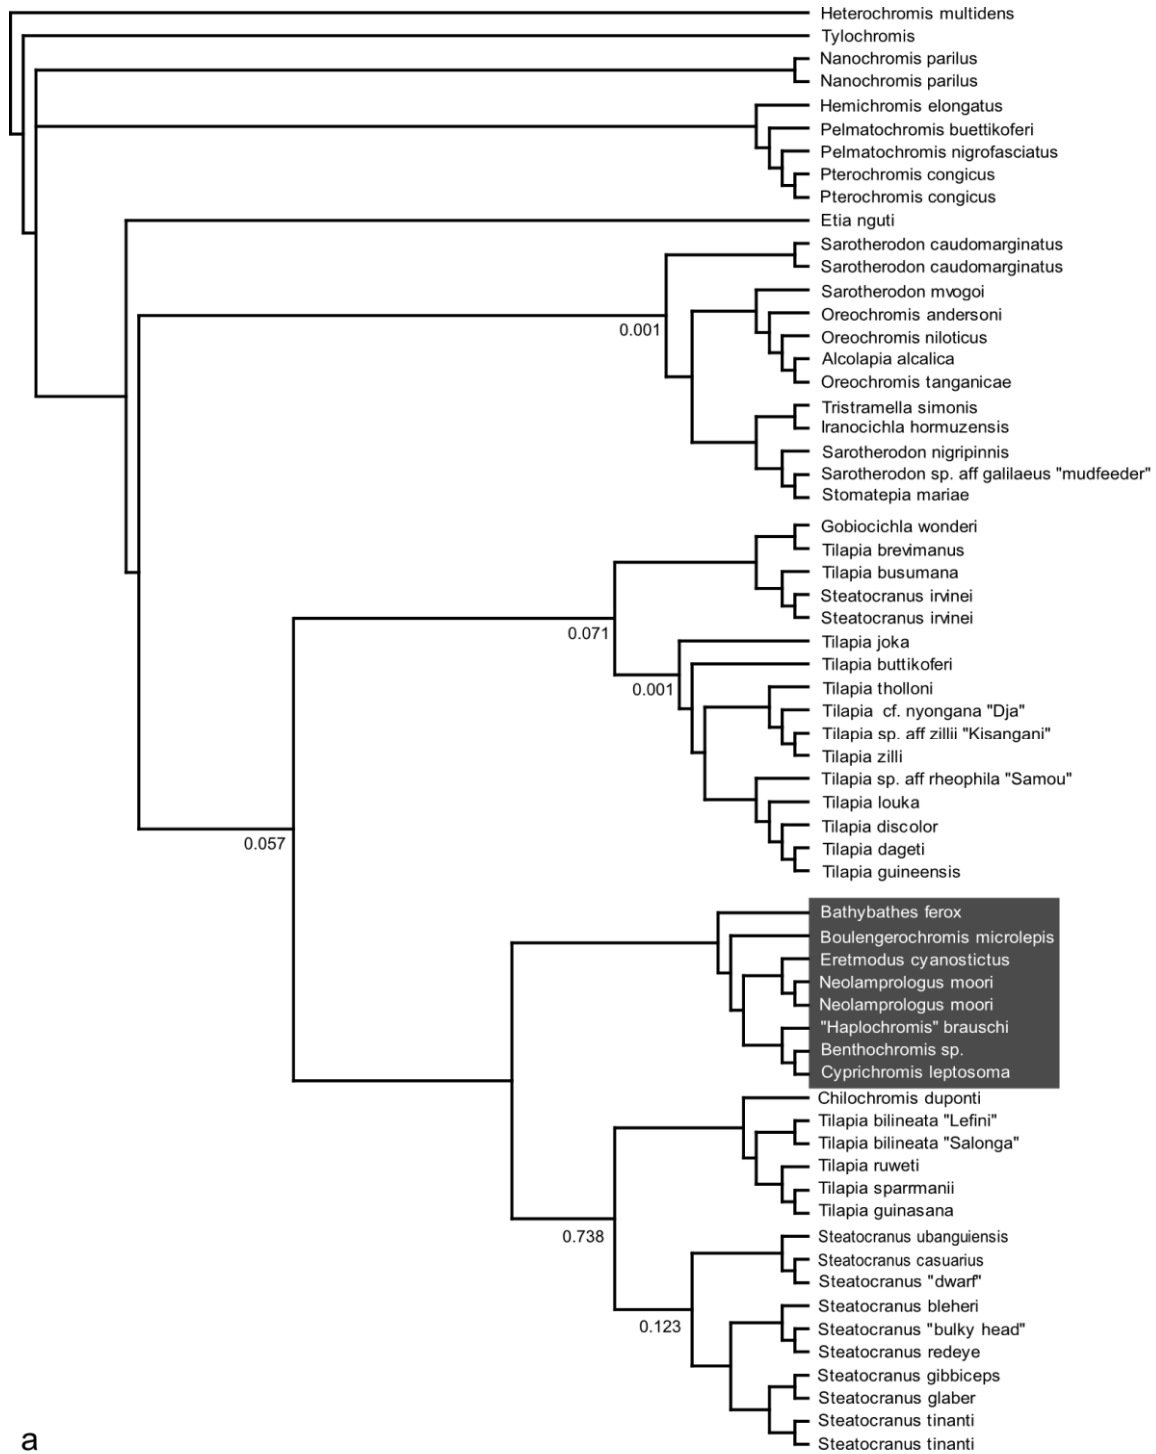 Heterochromis multidens
Tylochromis
Nanochromis parilus
Nanochromis parilus
Hemichromis elongatus
Pelmatochromis buettikoferi
Pelmatochromis nigrofasciatus
Pterochromis congicus
Pterochromis congicus
Etia nguti
Sarotherodon caudomarginatus
Sarotherodon caudomarginatus
Sarotherodon mvogoi
Oreochromis andersoni
0.001
Oreochromis niloticus
Alcolapia alcalica
Oreochromis tanganicae
Tristramella simonis
Iranocichla hormuzensis
Sarotherodon nigripinnis
Sarotherodon sp. aff galilaeus "mudfeeder"
Stomatepia mariae
Gobiocichla wonderi
Tilapia brevimanus
Tilapia busumana
Steatocranus irvinei
Steatocranus irvinei
0.071
Tilapia joka
Tilapia buttikoferi
0.001
Tilapia tholloni
Tilapia cf. nyongana "Dja"
Tilapia sp. aff zillii "Kisangani"
Tilapia zilli
Tilapia sp. aff rheophila "Samou"
Tilapia louka
Tilapia discolor
0.057
Tilapia dageti
Tilapia guineensis
Bathybathes ferox
Boulengerochromis microlepis
Eretmodus cyanostictus
Neolamprologus moori
Neolamprologus moori
"Haplochromis" brauschi
Benthochromis sp.
Cyprichromis leptosoma
Chilochromis duponti
Tilapia bilineata "Lefini"
Tilapia bilineata "Salonga"
Tilapia ruweti
Tilapia sparrmanii
Tilapia guinasana
0.738
Steatocranus ubanguiensis
Steatocranus casuarius
Steatocranus "dwarf"
Steatocranus bleheri
0.123
Steatocranus "bulky head"
Steatocranus redeye
Steatocranus gibbiceps
Steatocranus glaber
Steatocranus tinanti
Steatocranus tinanti
a